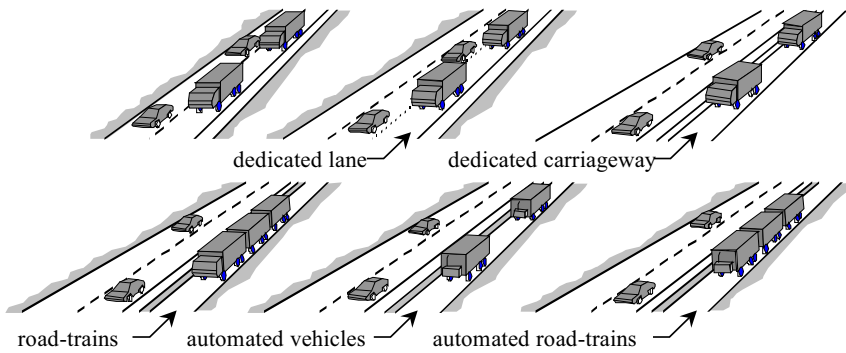 dedicated lane
dedicated carriageway
road-trains
automated vehicles
automated road-trains